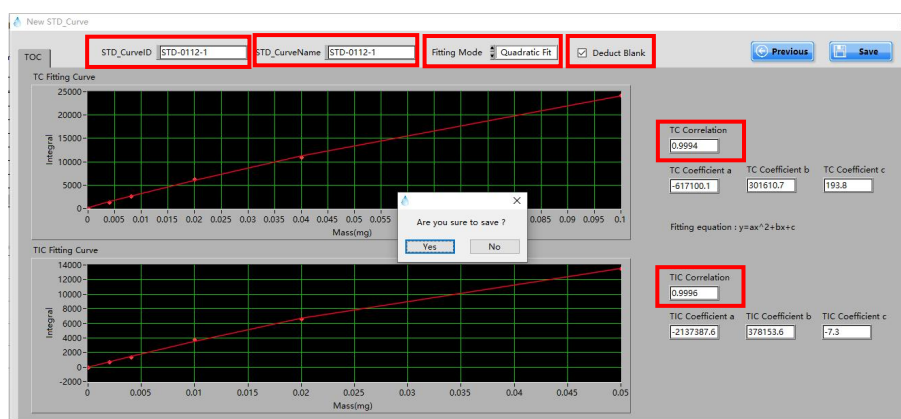 New STD_Curve
TOC
STD_CurveID STD-0112-1 STD_CurveName STD-0112-1 Fitting Mode Quadratic Fit Deduct Blank Previous Save
TC Fitting Curve
25000
20000
15000
10000
5000
0
Integral
0 0.005 0.01 0.015 0.02 0.025 0.03 0.035 0.04 0.045 0.05 0.055 0.085 0.09 0.095 0.1
Mass(mg)
TC Correlation
0.9994
TC Coefficient a TC Coefficient b TC Coefficient c
-617100.1 301610.7 193.8
Fitting equation : y=ax^2+bx+c
Are you sure to save ?
Yes No
TIC Fitting Curve
14000
12000
10000
8000
6000
4000
2000
0
-2000
Integral
0 0.005 0.01 0.015 0.02 0.025 0.03 0.035 0.04 0.045 0.05
Mass(mg)
TIC Correlation
0.9996
TIC Coefficient a TIC Coefficient b TIC Coefficient c
-2137387.6 378153.6 -7.3